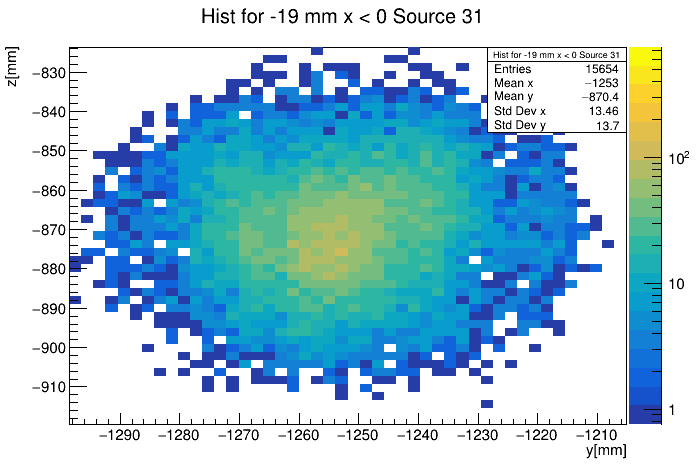 Hist for -19 mm x < 0 Source 31
z[mm]
Hist for -19 mm x < 0 Source 31
Entries 15654
Mean x −1253
Mean y −870.4
Std Dev x 13.46
Std Dev y 13.7
−830
−840
−850
−860
−870
−880
−890
−900
−910
10²
10
1
−1290 −1280 −1270 −1260 −1250 −1240 −1230 −1220 −1210
y[mm]